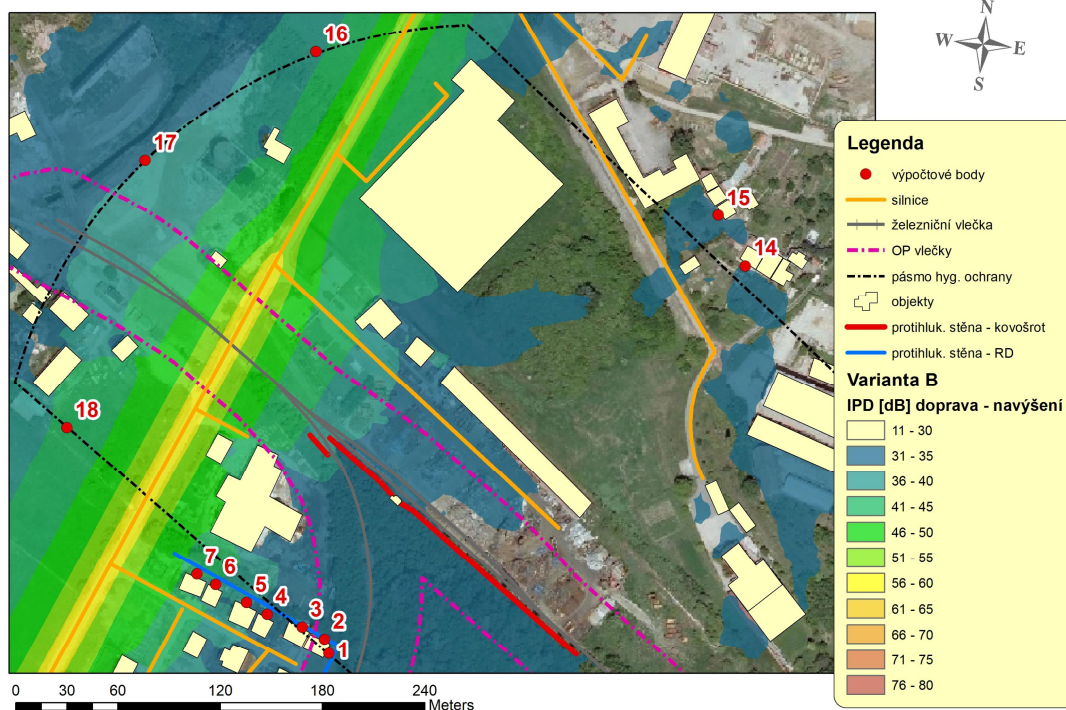 N
W
E
S
16
17
15
14
18
7
6
5
4
3
2
1
Legenda
výpočtové body
silnice
železniční vlečka
OP vlečky
pásmo hyg. ochrany
objekty
protihluk. stěna - kovošrot
protihluk. stěna - RD
Varianta B
IPD [dB] doprava - navýšení
11 - 30
31 - 35
36 - 40
41 - 45
46 - 50
51 - 55
56 - 60
61 - 65
66 - 70
71 - 75
76 - 80
0 30 60 120 180 240
Meters